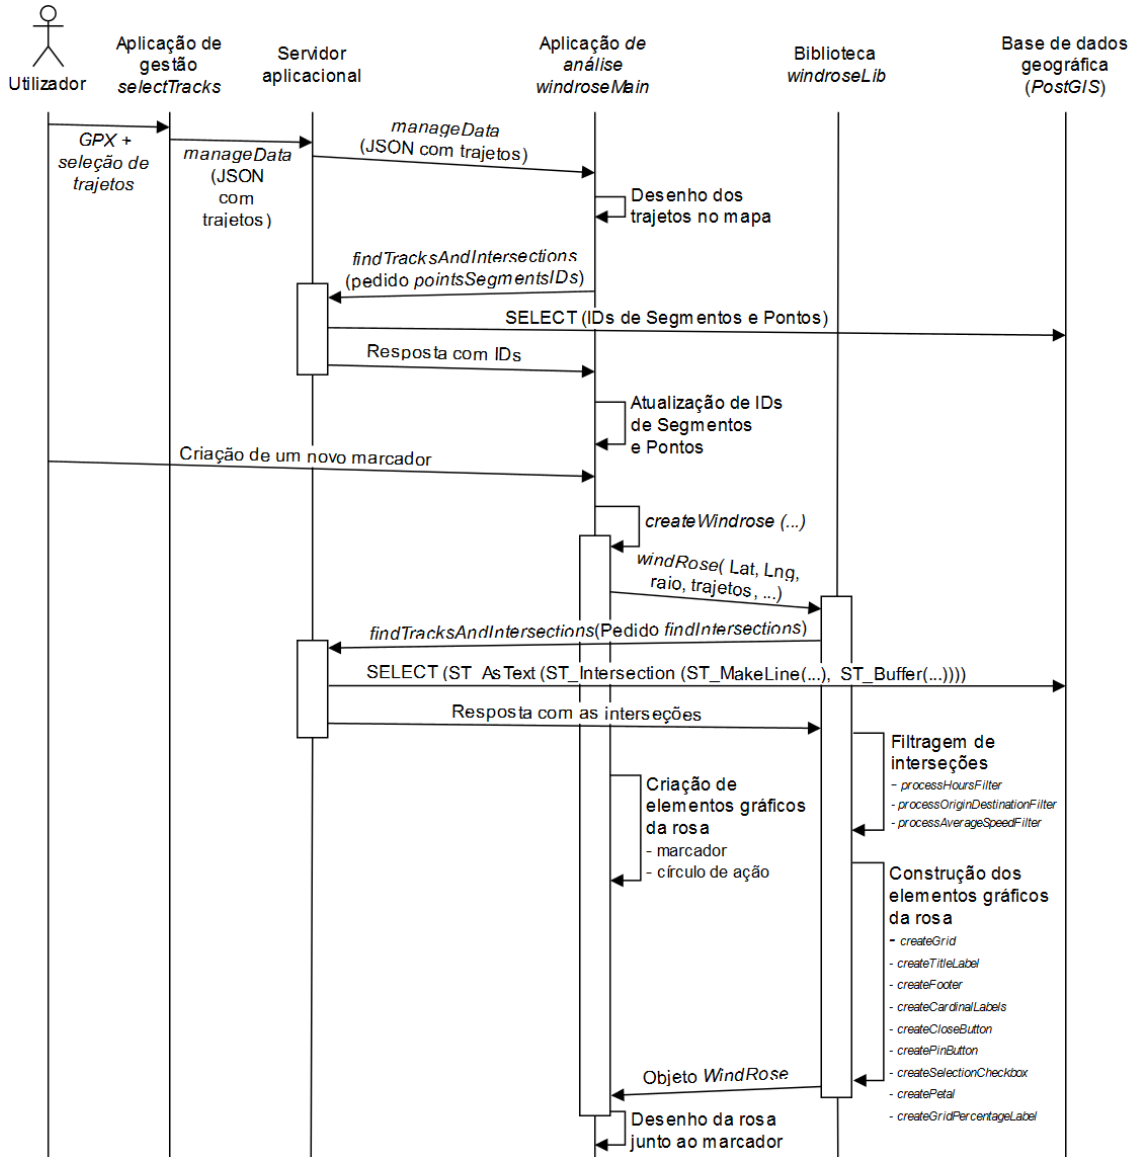 Utilizador
Aplicação de
gestão
selectTracks
Servidor
aplicacional
Aplicação de
análise
windroseMain
Biblioteca
windroseLib
Base de dados
geográfica
(PostGIS)
GPX +
seleção de
trajetos
manageData
(JSON
com
trajetos)
manageData
(JSON com trajetos)
Desenho dos
trajetos no mapa
findTracksAndIntersections
(pedido pointsSegmentsIDs)
SELECT (IDs de Segmentos e Pontos)
Resposta com IDs
Atualização de IDs
de Segmentos
e Pontos
Criação de um novo marcador
createWindrose (...)
windRose( Lat, Lng,
raio, trajetos, ...)
findTracksAndIntersections(Pedido findIntersections)
SELECT (ST_AsText (ST_Intersection (ST_MakeLine(...), ST_Buffer(...))))
Resposta com as interseções
Filtragem de
interseções
- processHoursFilter
- processOriginDestinationFilter
- processAverageSpeedFilter
Criação de
elementos gráficos
da rosa
- marcador
- círculo de ação
Construção dos
elementos gráficos
da rosa
- createGrid
- createTitleLabel
- createFooter
- createCardinalLabels
- createCloseButton
- createPinButton
- createSelectionCheckbox
- createPetal
- createGridPercentageLabel
Objeto WindRose
Desenho da rosa
junto ao marcador